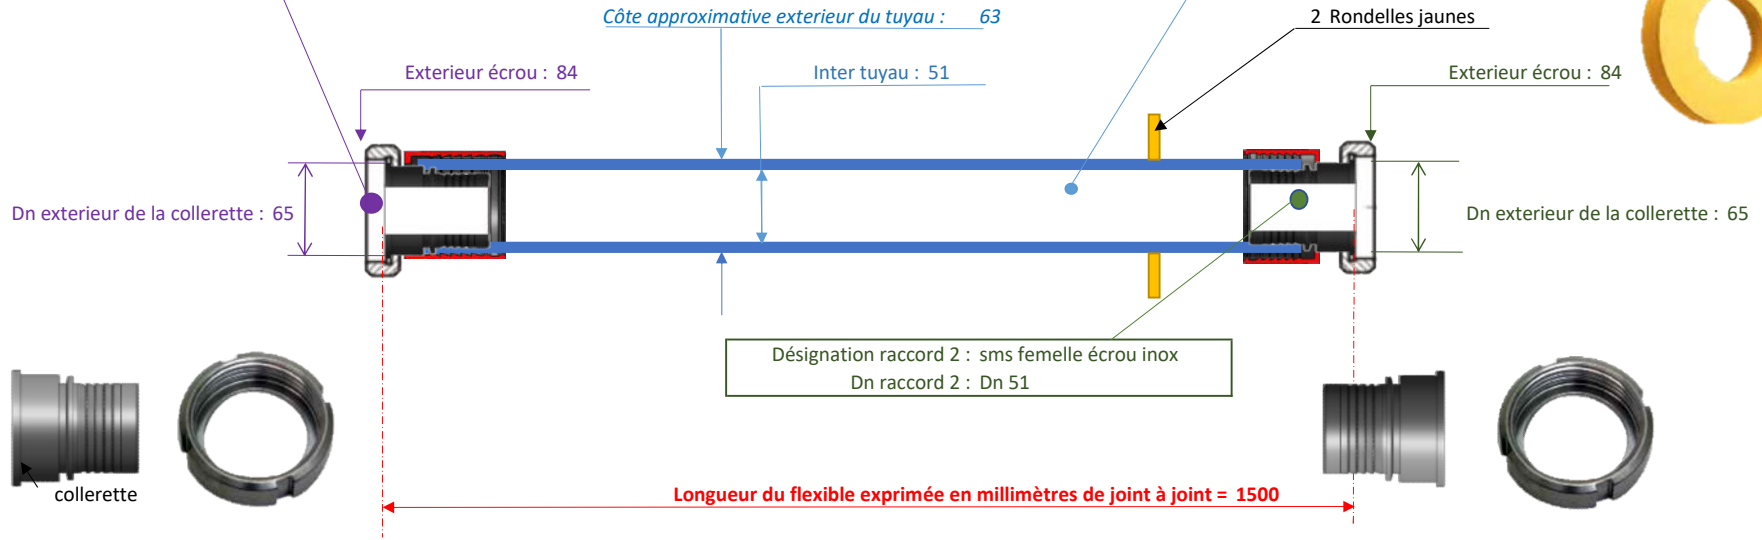 Côte approximative exterieur du tuyau : 63
2 Rondelles jaunes
Exterieur écrou : 84
Inter tuyau : 51
Exterieur écrou : 84
Dn exterieur de la collerette : 65
Dn exterieur de la collerette : 65
Désignation raccord 2 : sms femelle écrou inox
Dn raccord 2 : Dn 51
collerette
Longueur du flexible exprimée en millimètres de joint à joint = 1500